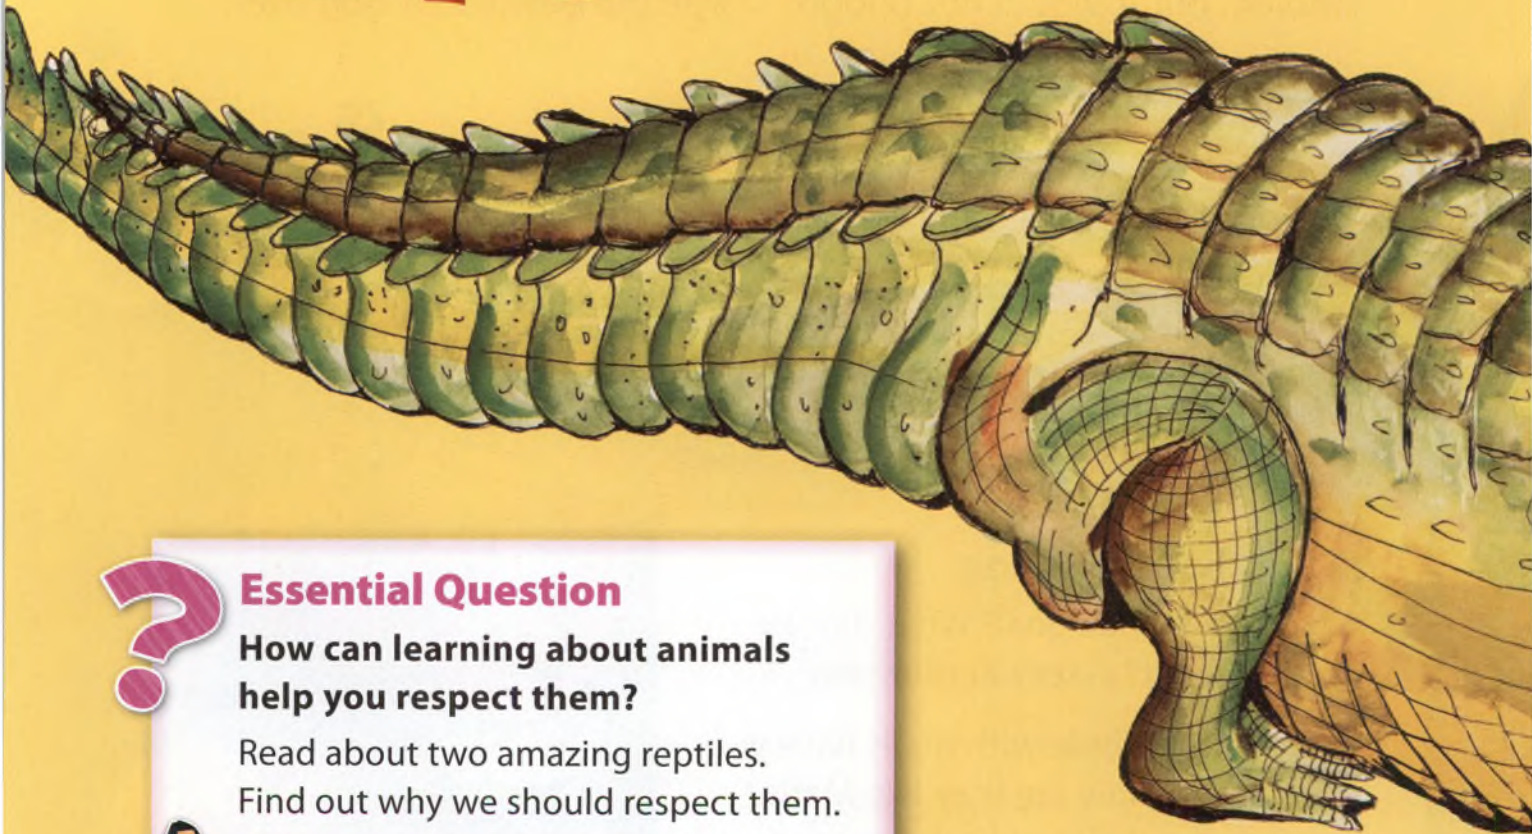 Essential Question
How can learning about animals
help you respect them?
Read about two amazing reptiles.
Find out why we should respect them.